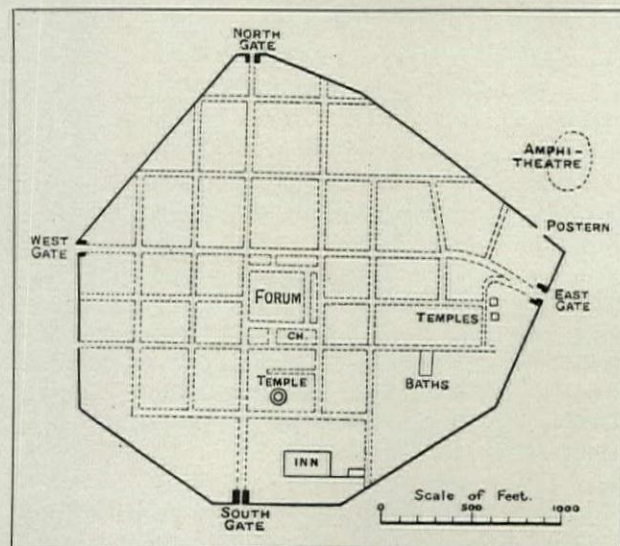 NORTH
GATE
AMPHI-
THEATRE
POSTERN
WEST
GATE
FORUM
EAST
GATE
TEMPLES
CH.
TEMPLE
BATHS
INN
Scale of Feet.
0 500 1000
SOUTH
GATE